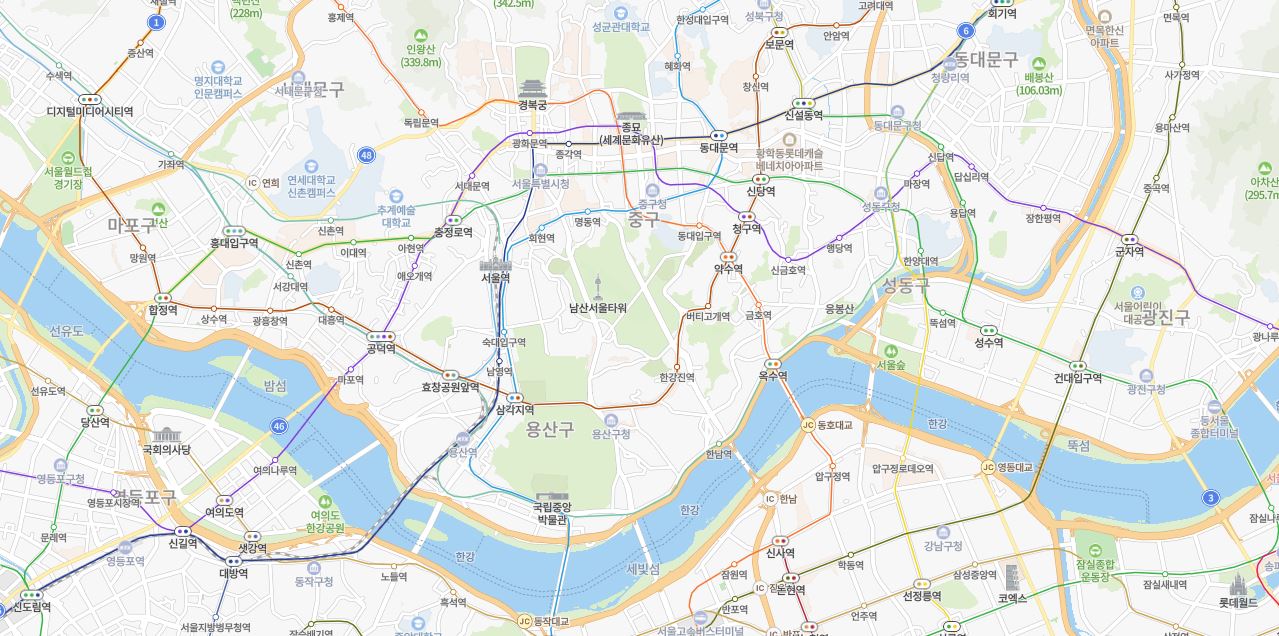 (228m)
(342.5m)
1
증산역
홍제역
인왕산
(339.8m)
성균관대학교
성북구청
한정대입구역
보문역
안암역
고려대역
회기역
6
동대문구
청량리역
면목한신
아파트
면목역
사가정역
배봉산
(106.03m)
수색역
명지대학교
인문캠퍼스
서대문구청
혜화역
창신역
디지털미디어시티역
경복궁
독립문역
종묘
(세계문화유산)
신설동역
동대문구청
용마산역
48
광화문역
종각역
동대문역
황학동롯데캐슬
베네치아아파트
신답역
답십리역
가좌역
서울월드컵
경기장
연희
IC
연세대학교
신촌캠퍼스
서대문역
서울특별시청
중구청
신당역
마장역
중곡역
아차산
(295.7m
추계예술
대학교
성동구청
용답역
장한평역
마포구
홍대입구역
신촌역
이대역
아현역
충정로역
회현역
명동역
중구
동대입구역
청구역
행당역
군자역
망원역
신촌역
서강대역
애오개역
서울역
약수역
신금호역
한양대역
성동구
서울어린이
대공원
광진구
합정역
상수역
광흥창역
대흥역
남산서울타워
버티고개역
금호역
응봉산
뚝섬역
성수역
선유도
공덕역
숙대입구역
남영역
서울숲
광나루
밤섬
마포역
효창공원앞역
한강진역
옥수역
건대입구역
광진구청
선유도역
당산역
삼각지역
46
용산구
용산구청
JC
동호대교
한강
뚝섬
동서울
종합터미널
국회의사당
KTX
용산역
한남역
압구정역
압구정로데오역
JC
영동대교
영등포구청
여의나루역
영등포시장역
영등포구
여의도역
여의도
한강공원
국립중앙
박물관
한강
IC
한남
3
잠실나루
문래역
신길역
샛강역
영등포역
대방역
한강
세빛섬
신사역
강남구청
잠실종합
운동장
동작구청
노들역
잠원역
논현역
학동역
삼성중앙역
코엑스
잠실새내역
롯데월드
신도림역
흑석역
반포역
IC
언주역
선정릉역
서울지방병무청역
JC
동작대교
서울고속버스터미널
IC